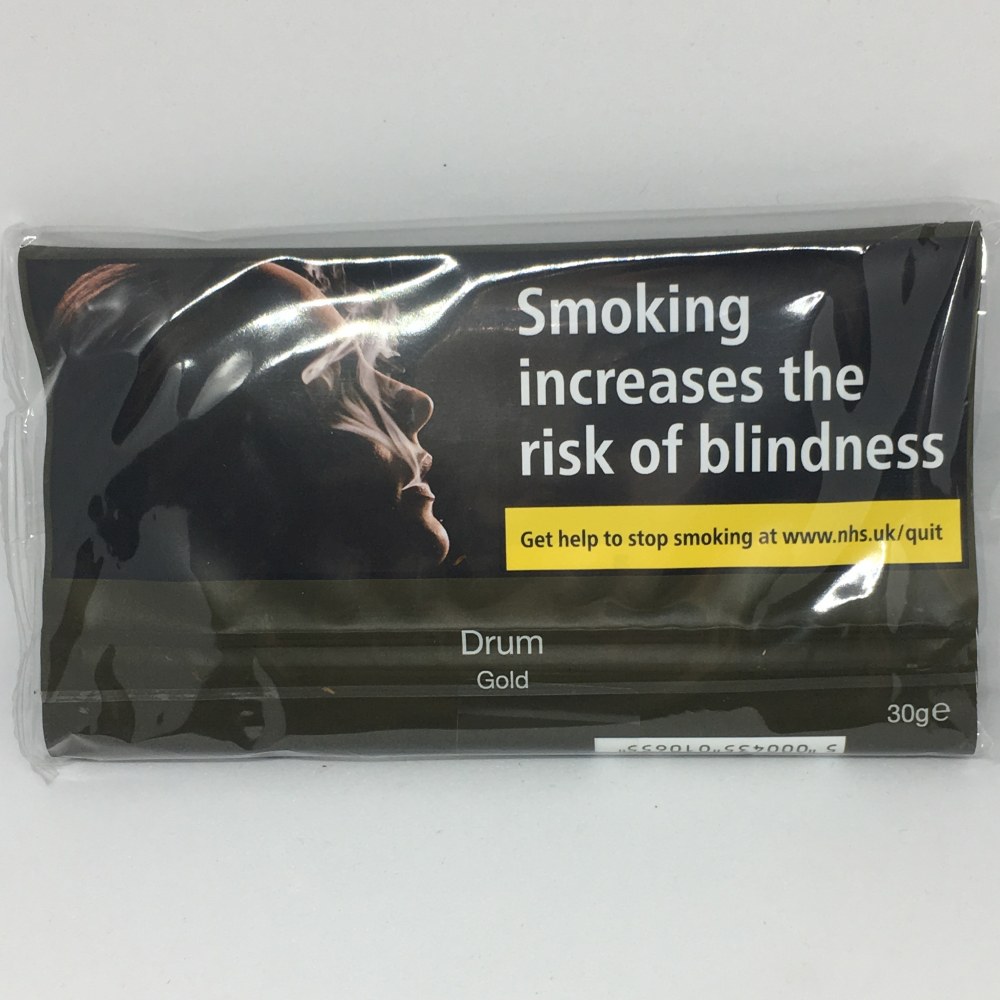 Smoking
increases the
risk of blindness
Get help to stop smoking at www.nhs.uk/quit
Drum
Gold
30g℮